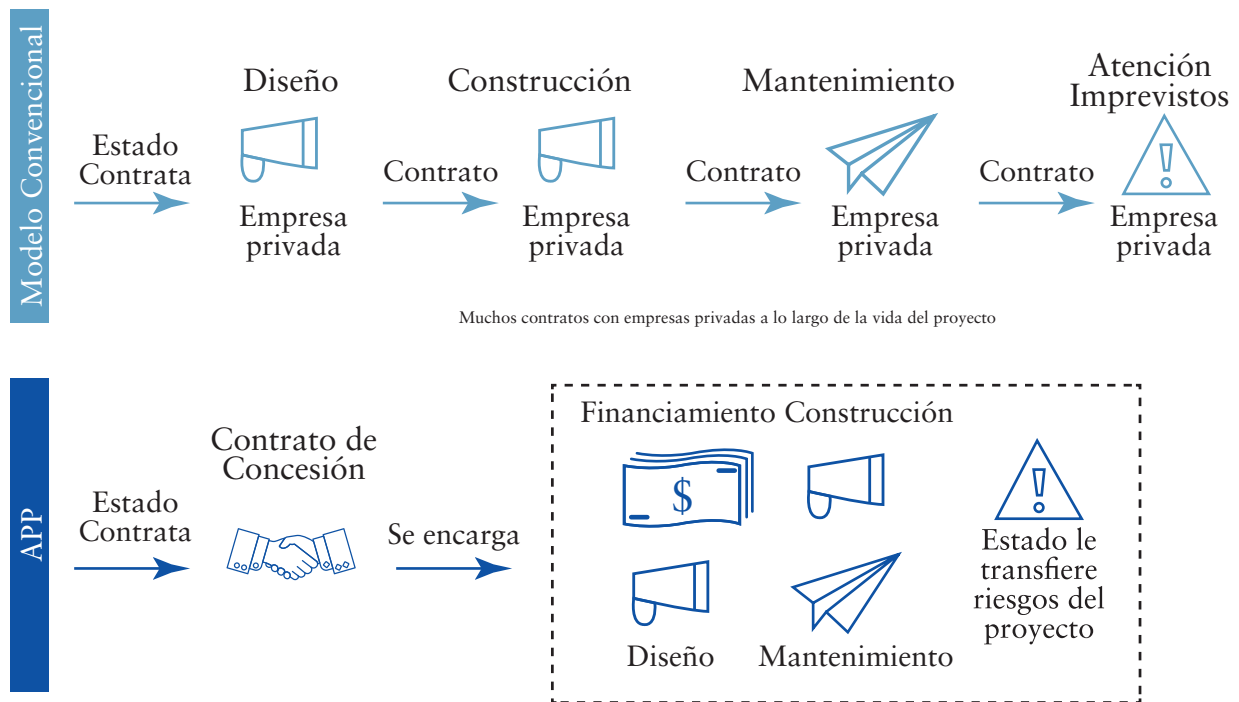 Modelo Convencional
Estado
Contrata
Diseño
Empresa
privada
Contrato
Construcción
Empresa
privada
Contrato
Mantenimiento
Empresa
privada
Contrato
Atención
Imprevistos
!
Empresa
privada
Muchos contratos con empresas privadas a lo largo de la vida del proyecto
APP
Estado
Contrata
Contrato de
Concesión
Se encarga
Financiamiento
$
Construcción
Diseño
Mantenimiento
!
Estado le
transfiere
riesgos del
proyecto